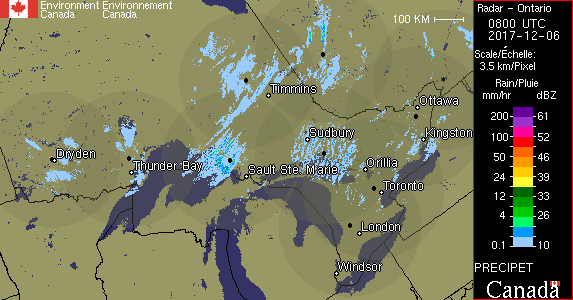 Environment Environnement
Canada Canada
100 KM
Timmins
Ottawa
Sudbury
Kingston
Dryden
Thunder Bay
Sault Ste. Marie
Orillia
Toronto
London
Windsor
Radar - Ontario
0800 UTC
2017-12-06
Scale/Échelle:
3.5 km/Pixel
Rain/Pluie
mm/hr dBZ
200 61
100 52
50 46
24 39
12 33
4 26
0.1 10
PRECIPET
Canada